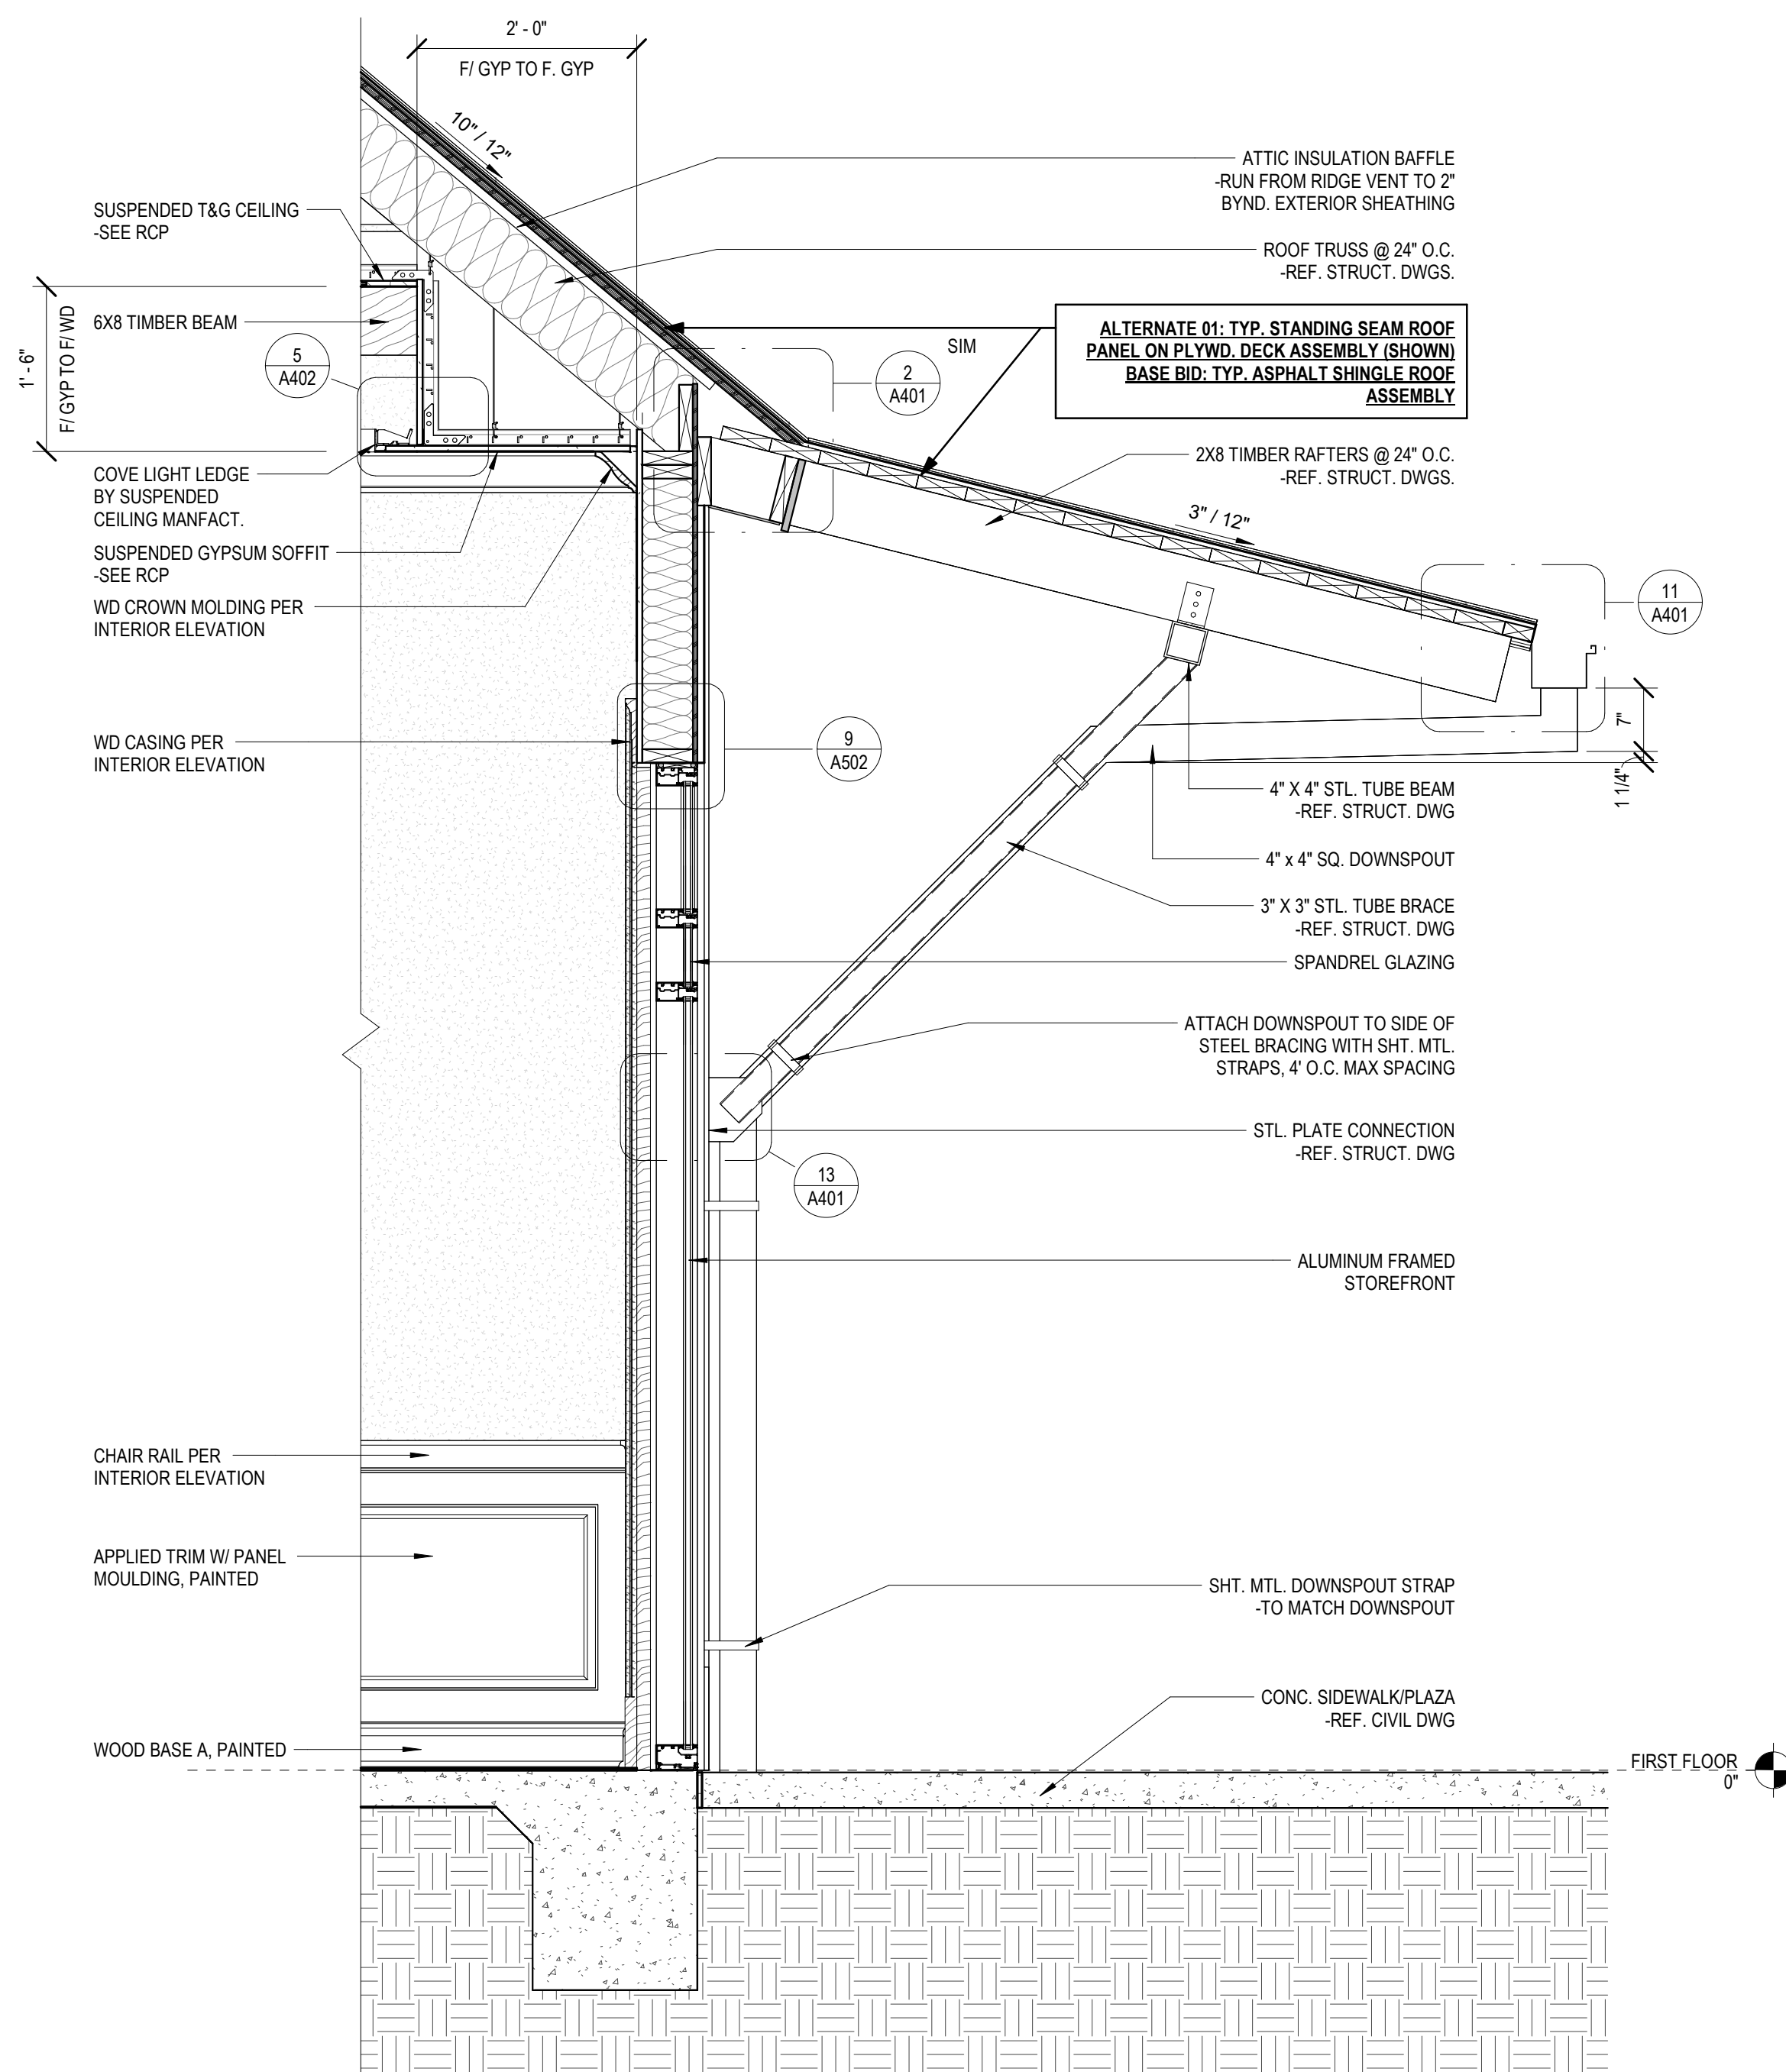 2' - 0"
F/ GYP TO F. GYP
10" / 12"
ATTIC INSULATION BAFFLE
-RUN FROM RIDGE VENT TO 2"
BYND. EXTERIOR SHEATHING
SUSPENDED T&G CEILING
-SEE RCP
ROOF TRUSS @ 24" O.C.
-REF. STRUCT. DWGS.
1' - 6"
F/ GYP TO F/ WD
6X8 TIMBER BEAM
5
A402
SIM
2
A401
ALTERNATE 01: TYP. STANDING SEAM ROOF
PANEL ON PLYWD. DECK ASSEMBLY (SHOWN)
BASE BID: TYP. ASPHALT SHINGLE ROOF
ASSEMBLY
COVE LIGHT LEDGE
BY SUSPENDED
CEILING MANFACT.
2X8 TIMBER RAFTERS @ 24" O.C.
-REF. STRUCT. DWGS.
3" / 12"
SUSPENDED GYPSUM SOFFIT
-SEE RCP
WD CROWN MOLDING PER
INTERIOR ELEVATION
11
A401
WD CASING PER
INTERIOR ELEVATION
9
A502
7"
1 1/4"
4" X 4" STL. TUBE BEAM
-REF. STRUCT. DWG
4" x 4" SQ. DOWNSPOUT
3" X 3" STL. TUBE BRACE
-REF. STRUCT. DWG
SPANDREL GLAZING
ATTACH DOWNSPOUT TO SIDE OF
STEEL BRACING WITH SHT. MTL.
STRAPS, 4' O.C. MAX SPACING
STL. PLATE CONNECTION
-REF. STRUCT. DWG
13
A401
ALUMINUM FRAMED
STOREFRONT
CHAIR RAIL PER
INTERIOR ELEVATION
APPLIED TRIM W/ PANEL
MOULDING, PAINTED
SHT. MTL. DOWNSPOUT STRAP
-TO MATCH DOWNSPOUT
CONC. SIDEWALK/PLAZA
-REF. CIVIL DWG
WOOD BASE A, PAINTED
FIRST FLOOR
0"